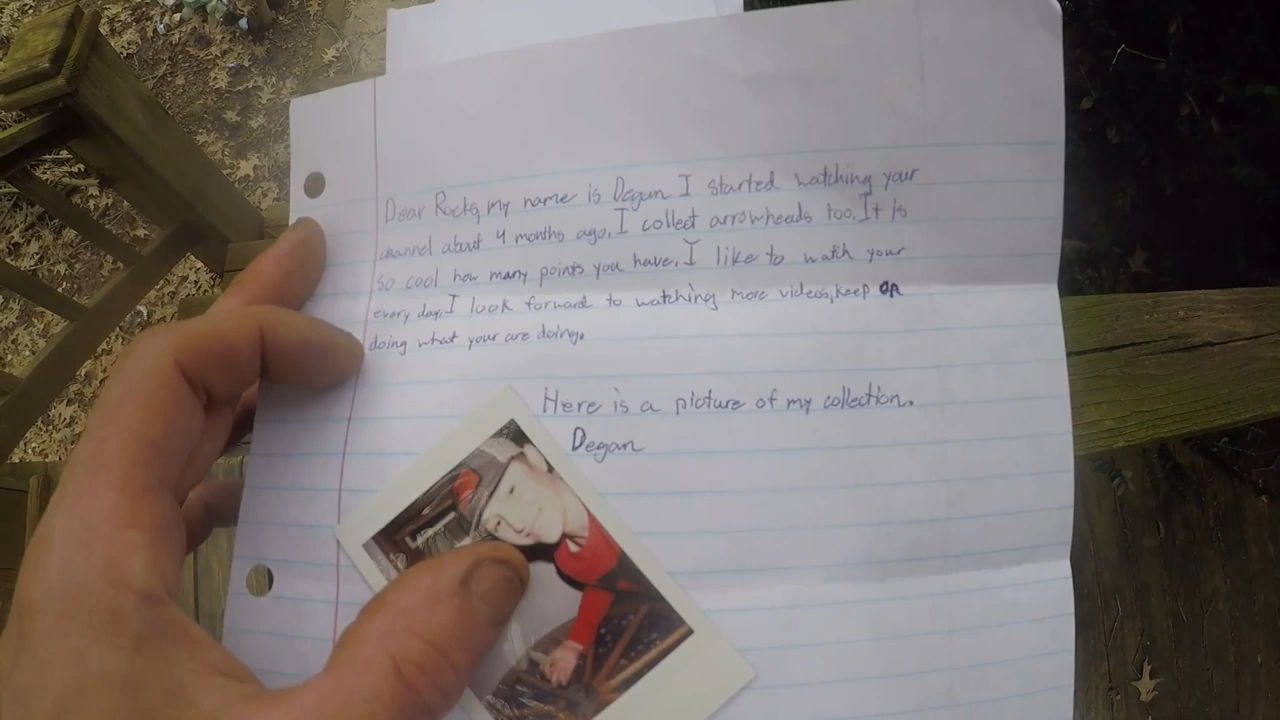 Dear Rocks, my name is Degan I started watching your
channel about 4 months ago. I collect arrowheads too. It is
so cool how many points you have. I like to watch your
every day. I look forward to watching more videos, keep on
doing what your are doing.
Here is a picture of my collection.
Degan